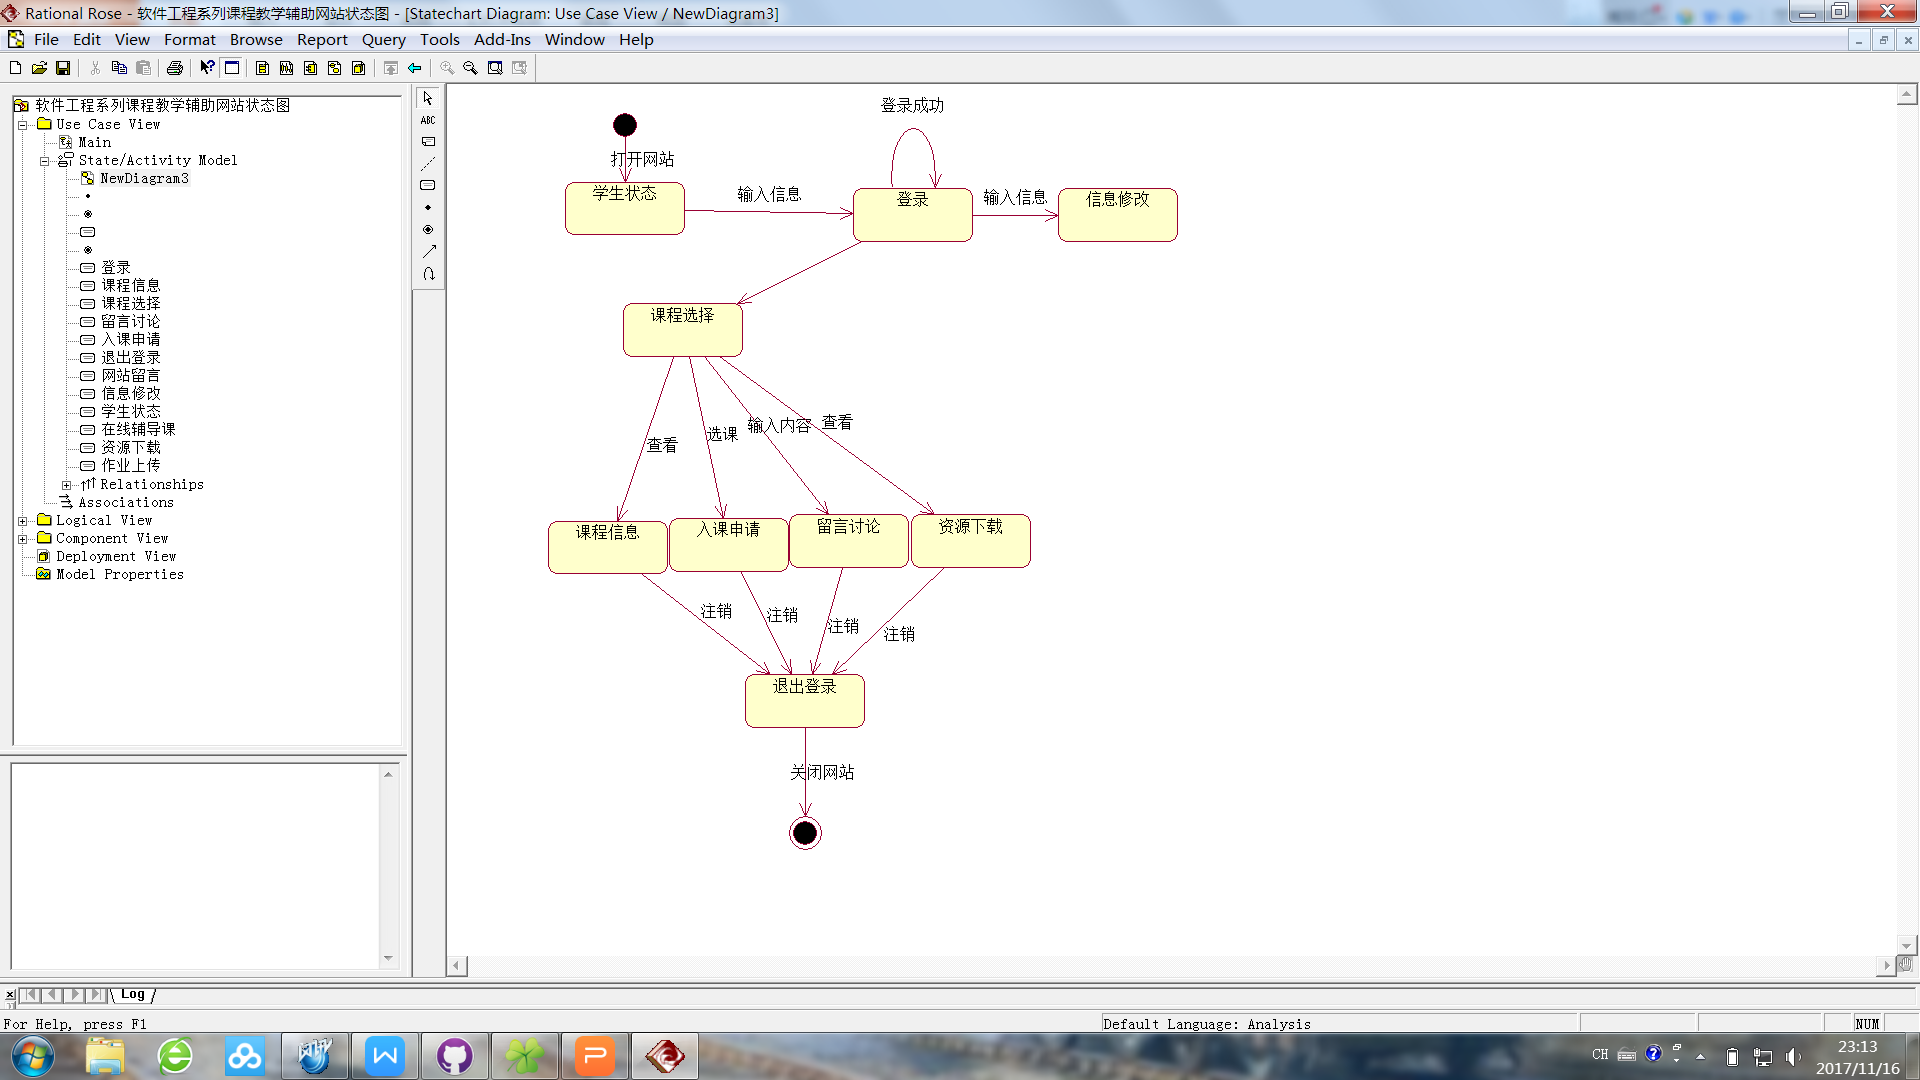 Rational Rose - 软件工程系列课程教学辅助网站状态图 - [Statechart Diagram: Use Case View / NewDiagram3]
File Edit View Format Browse Report Query Tools Add-Ins Window Help
软件工程系列课程教学辅助网站状态图
Use Case View
Main
State/Activity Model
NewDiagram3
登录
课程信息
课程选择
留言讨论
入课申请
退出登录
网站留言
信息修改
学生状态
在线辅导课
资源下载
作业上传
Relationships
Associations
Logical View
Component View
Deployment View
Model Properties
ABC
登录成功
打开网站
学生状态
输入信息
登录
输入信息
信息修改
课程选择
查看
选课
输入内容
查看
课程信息
入课申请
留言讨论
资源下载
注销
注销
注销
注销
退出登录
关闭网站
Log
For Help, press F1
Default Language: Analysis
NUM
CH
23:13
2017/11/16